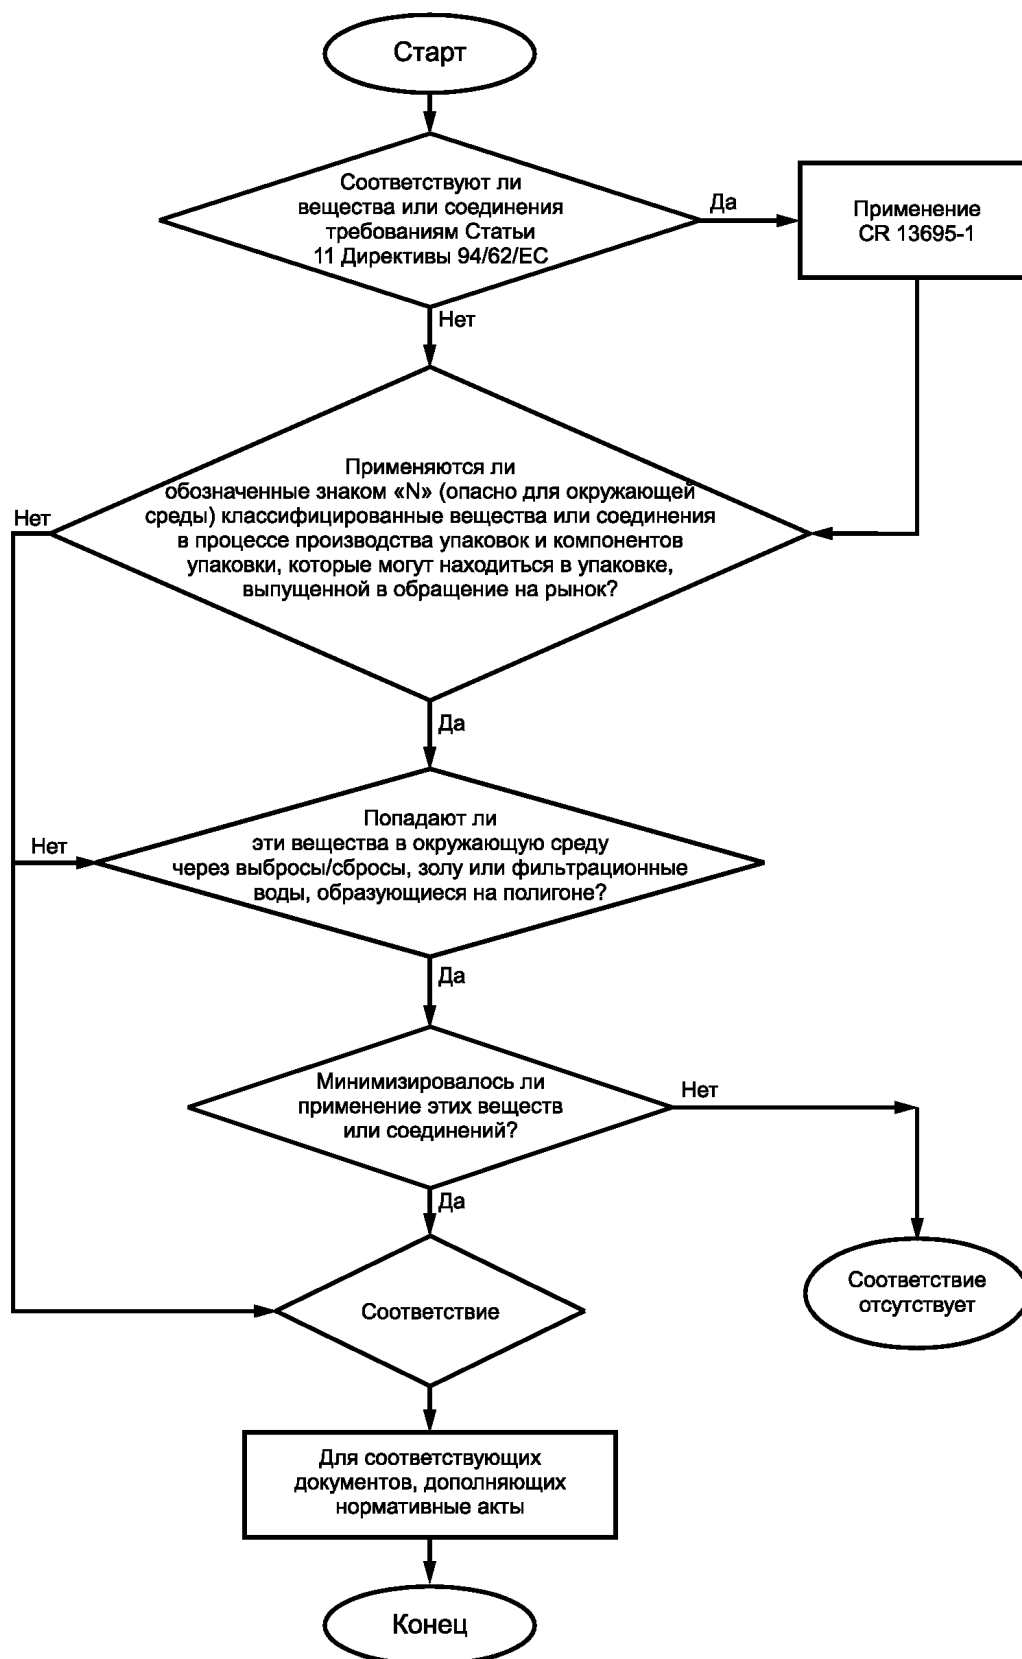 Старт
Соответствуют ли
вещества или соединения
требованиям Статьи
11 Директивы 94/62/ЕС
Да
Применение
CR 13695-1
Нет
Применяются ли
обозначенные знаком «N» (опасно для окружающей
среды) классифицированные вещества или соединения
в процессе производства упаковок и компонентов
упаковки, которые могут находиться в упаковке,
выпущенной в обращение на рынок?
Нет
Да
Попадают ли
эти вещества в окружающую среду
через выбросы/сбросы, золу или фильтрационные
воды, образующиеся на полигоне?
Нет
Да
Минимизировалось ли
применение этих веществ
или соединений?
Нет
Да
Соответствие
отсутствует
Соответствие
Для соответствующих
документов, дополняющих
нормативные акты
Конец